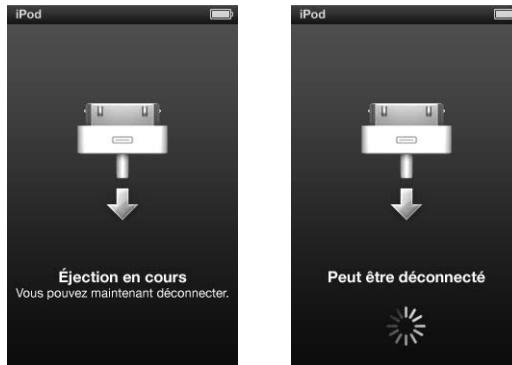 iPod
Éjection en cours
Vous pouvez maintenant déconnecter.
iPod
Peut être déconnecté